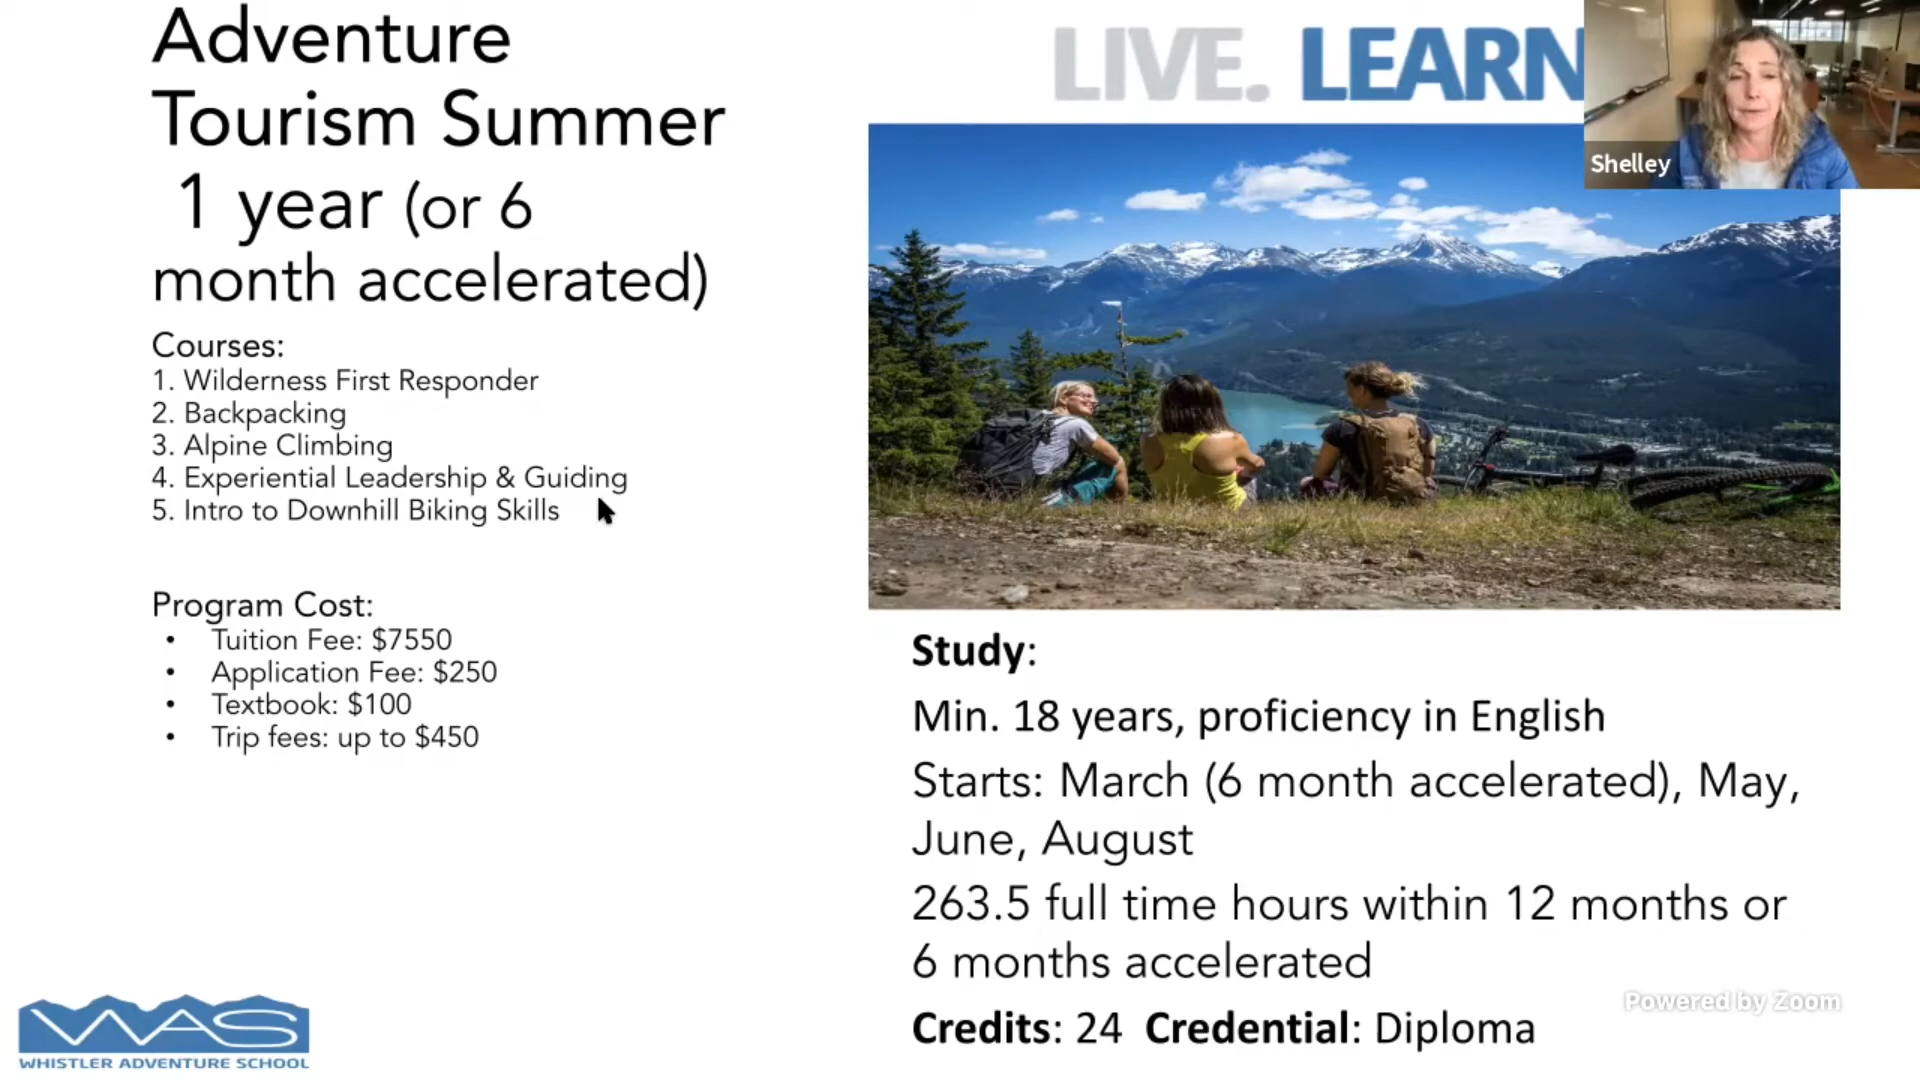 Adventure
Tourism Summer
1 year (or 6
month accelerated)
Courses:
1. Wilderness First Responder
2. Backpacking
3. Alpine Climbing
4. Experiential Leadership & Guiding
5. Intro to Downhill Biking Skills
Program Cost:
• Tuition Fee: $7550
• Application Fee: $250
• Textbook: $100
• Trip fees: up to $450
WAS
WHISTLER ADVENTURE SCHOOL
LIVE. LEARN
Shelley
Study:
Min. 18 years, proficiency in English
Starts: March (6 month accelerated), May,
June, August
263.5 full time hours within 12 months or
6 months accelerated
Credits: 24 Credential: Diploma
Powered by Zoom